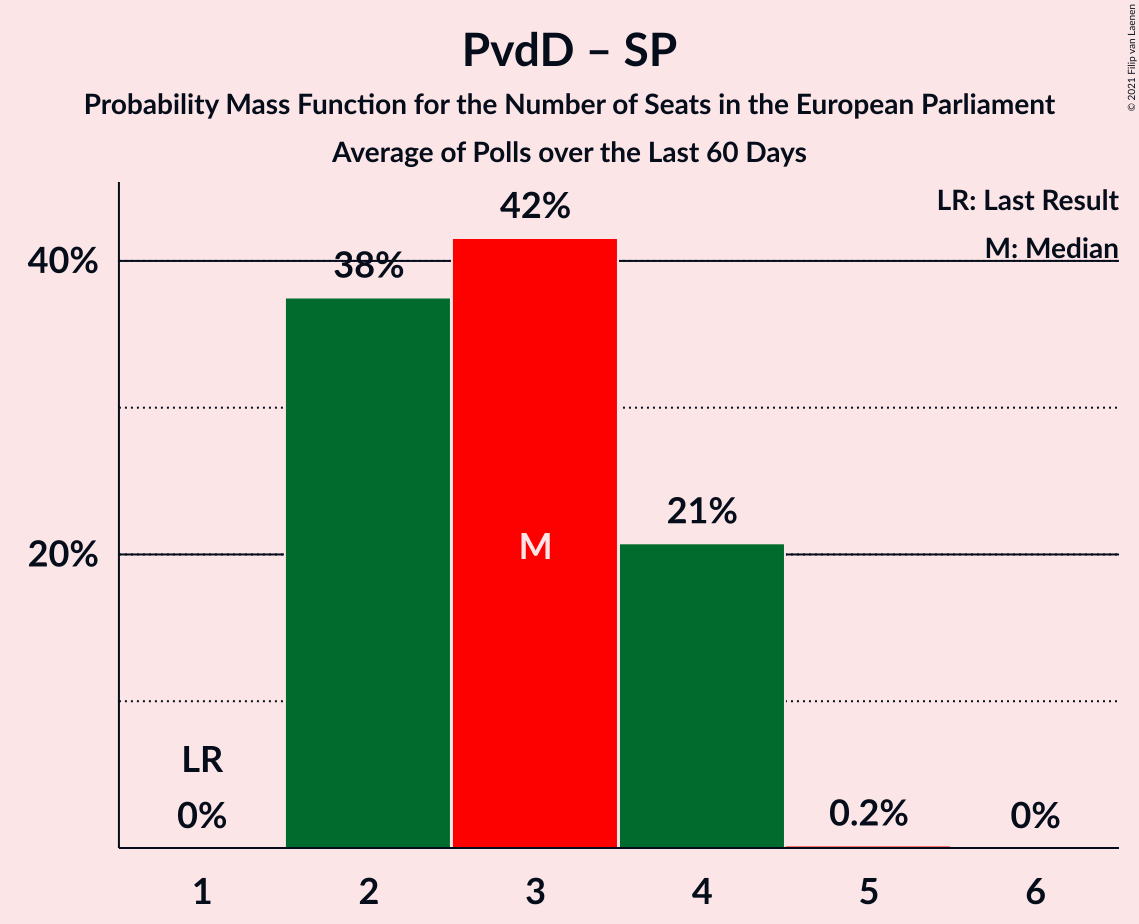 PvdD – SP
Probability Mass Function for the Number of Seats in the European Parliament
Average of Polls over the Last 60 Days
© 2021 Filip van Laenen
LR: Last Result
M: Median
40%
20%
LR
0%
38%
42%
M
21%
0.2%
0%
1 2 3 4 5 6